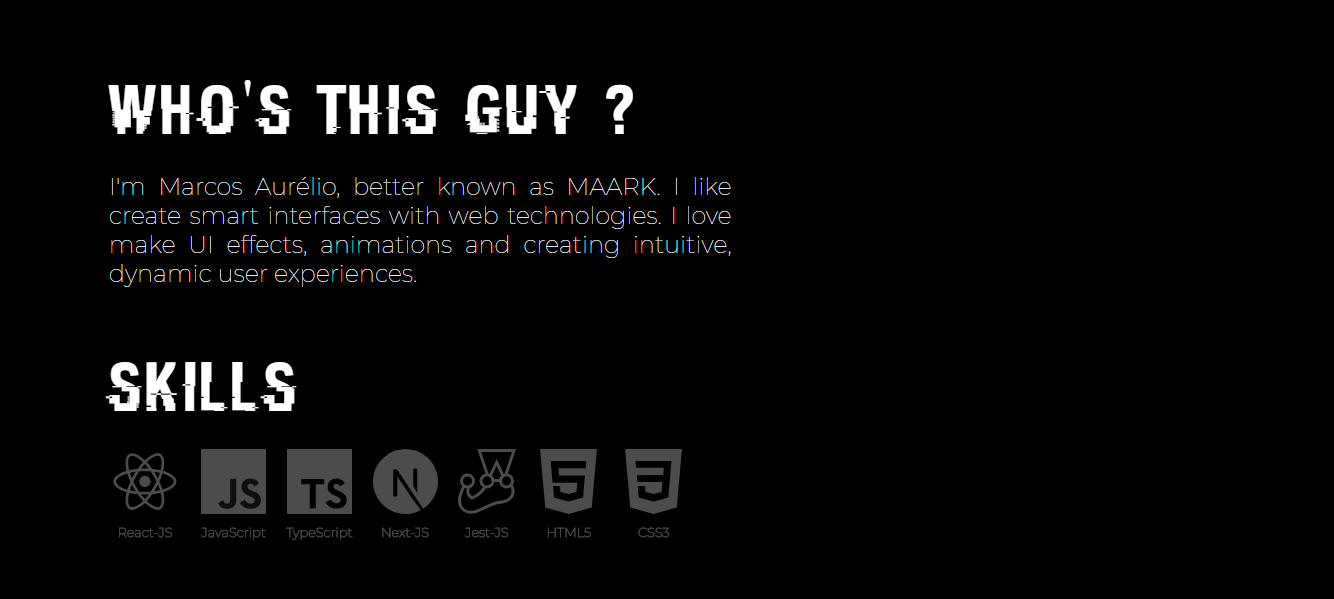 WHO'S THIS GUY ?
I'm Marcos Aurélio, better known as MAARK. I like
create smart interfaces with web technologies. I love
make UI effects, animations and creating intuitive,
dynamic user experiences.
SKILLS
JS TS N 5 3
React-JS JavaScript TypeScript Next-JS Jest-JS HTML5 CSS3